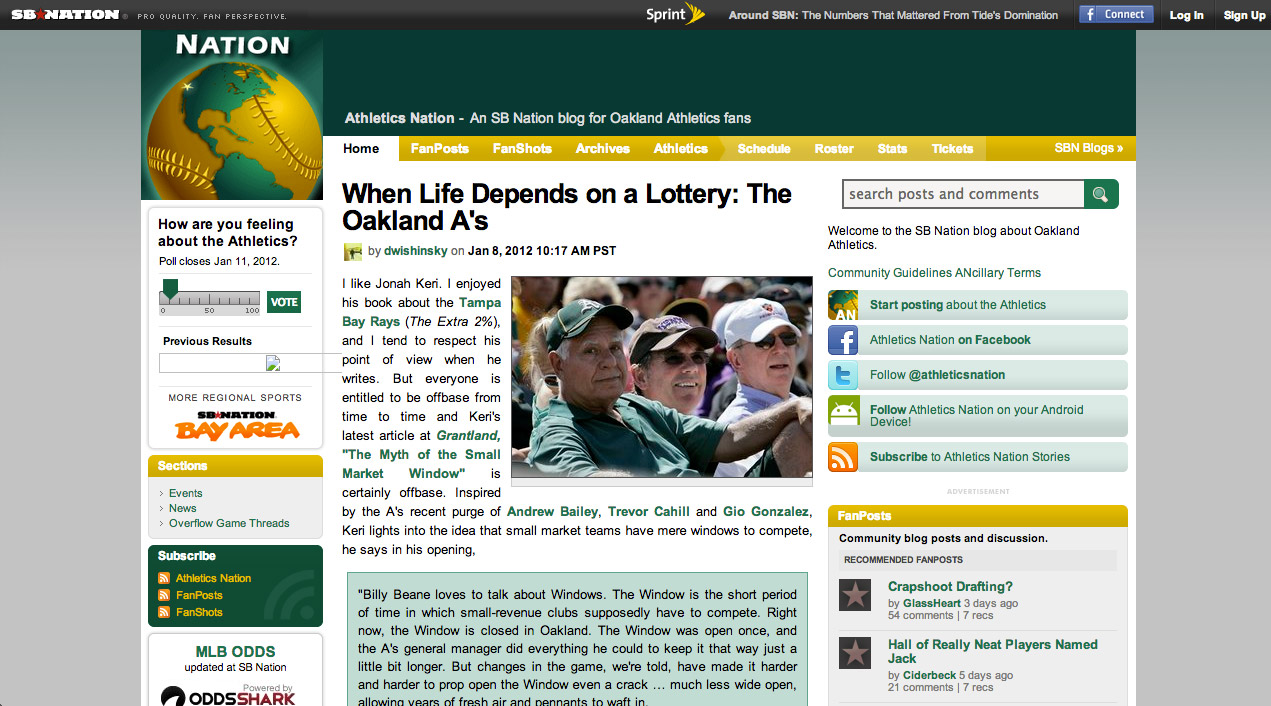 SB NATION PRO QUALITY. FAN PERSPECTIVE.
Sprint
Around SBN: The Numbers That Mattered From Tide's Domination
f Connect
Log In
Sign Up
NATION
Athletics Nation - An SB Nation blog for Oakland Athletics fans
Home FanPosts FanShots Archives Athletics Schedule Roster Stats Tickets SBN Blogs »
How are you feeling
about the Athletics?
Poll closes Jan 11, 2012.
VOTE
0 50 100
Previous Results
MORE REGIONAL SPORTS
SB NATION
BAY AREA
Sections
Events
News
Overflow Game Threads
Subscribe
Athletics Nation
FanPosts
FanShots
MLB ODDS
updated at SB Nation
Powered by
ODDSSHARK
When Life Depends on a Lottery: The
Oakland A's
by dwishinsky on Jan 8, 2012 10:17 AM PST
I like Jonah Keri. I enjoyed
his book about the Tampa
Bay Rays (The Extra 2%),
and I tend to respect his
point of view when he
writes. But everyone is
entitled to be offbase from
time to time and Keri's
latest article at Grantland,
"The Myth of the Small
Market Window" is
certainly offbase. Inspired
by the A's recent purge of Andrew Bailey, Trevor Cahill and Gio Gonzalez,
Keri lights into the idea that small market teams have mere windows to compete,
he says in his opening,
"Billy Beane loves to talk about Windows. The Window is the short period
of time in which small-revenue clubs supposedly have to compete. Right
now, the Window is closed in Oakland. The Window was open once, and
the A's general manager did everything he could to keep it that way just a
little bit longer. But changes in the game, we're told, have made it harder
and harder to prop open the Window even a crack … much less wide open,
allowing years of fresh air and pennants to waft in.
search posts and comments
Welcome to the SB Nation blog about Oakland
Athletics.
Community Guidelines ANcillary Terms
AN
Start posting about the Athletics
f
Athletics Nation on Facebook
t
Follow @athleticsnation
Follow Athletics Nation on your Android
Device!
Subscribe to Athletics Nation Stories
ADVERTISEMENT
FanPosts
Community blog posts and discussion.
RECOMMENDED FANPOSTS
Crapshoot Drafting?
by GlassHeart 3 days ago
54 comments | 7 recs
Hall of Really Neat Players Named
Jack
by Ciderbeck 5 days ago
21 comments | 7 recs